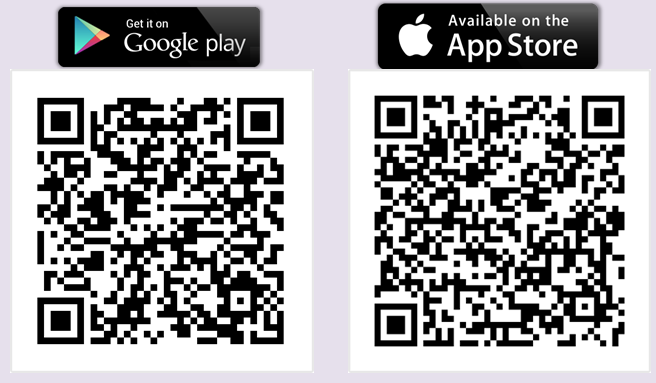 Get it on
Google play
Available on the
App Store